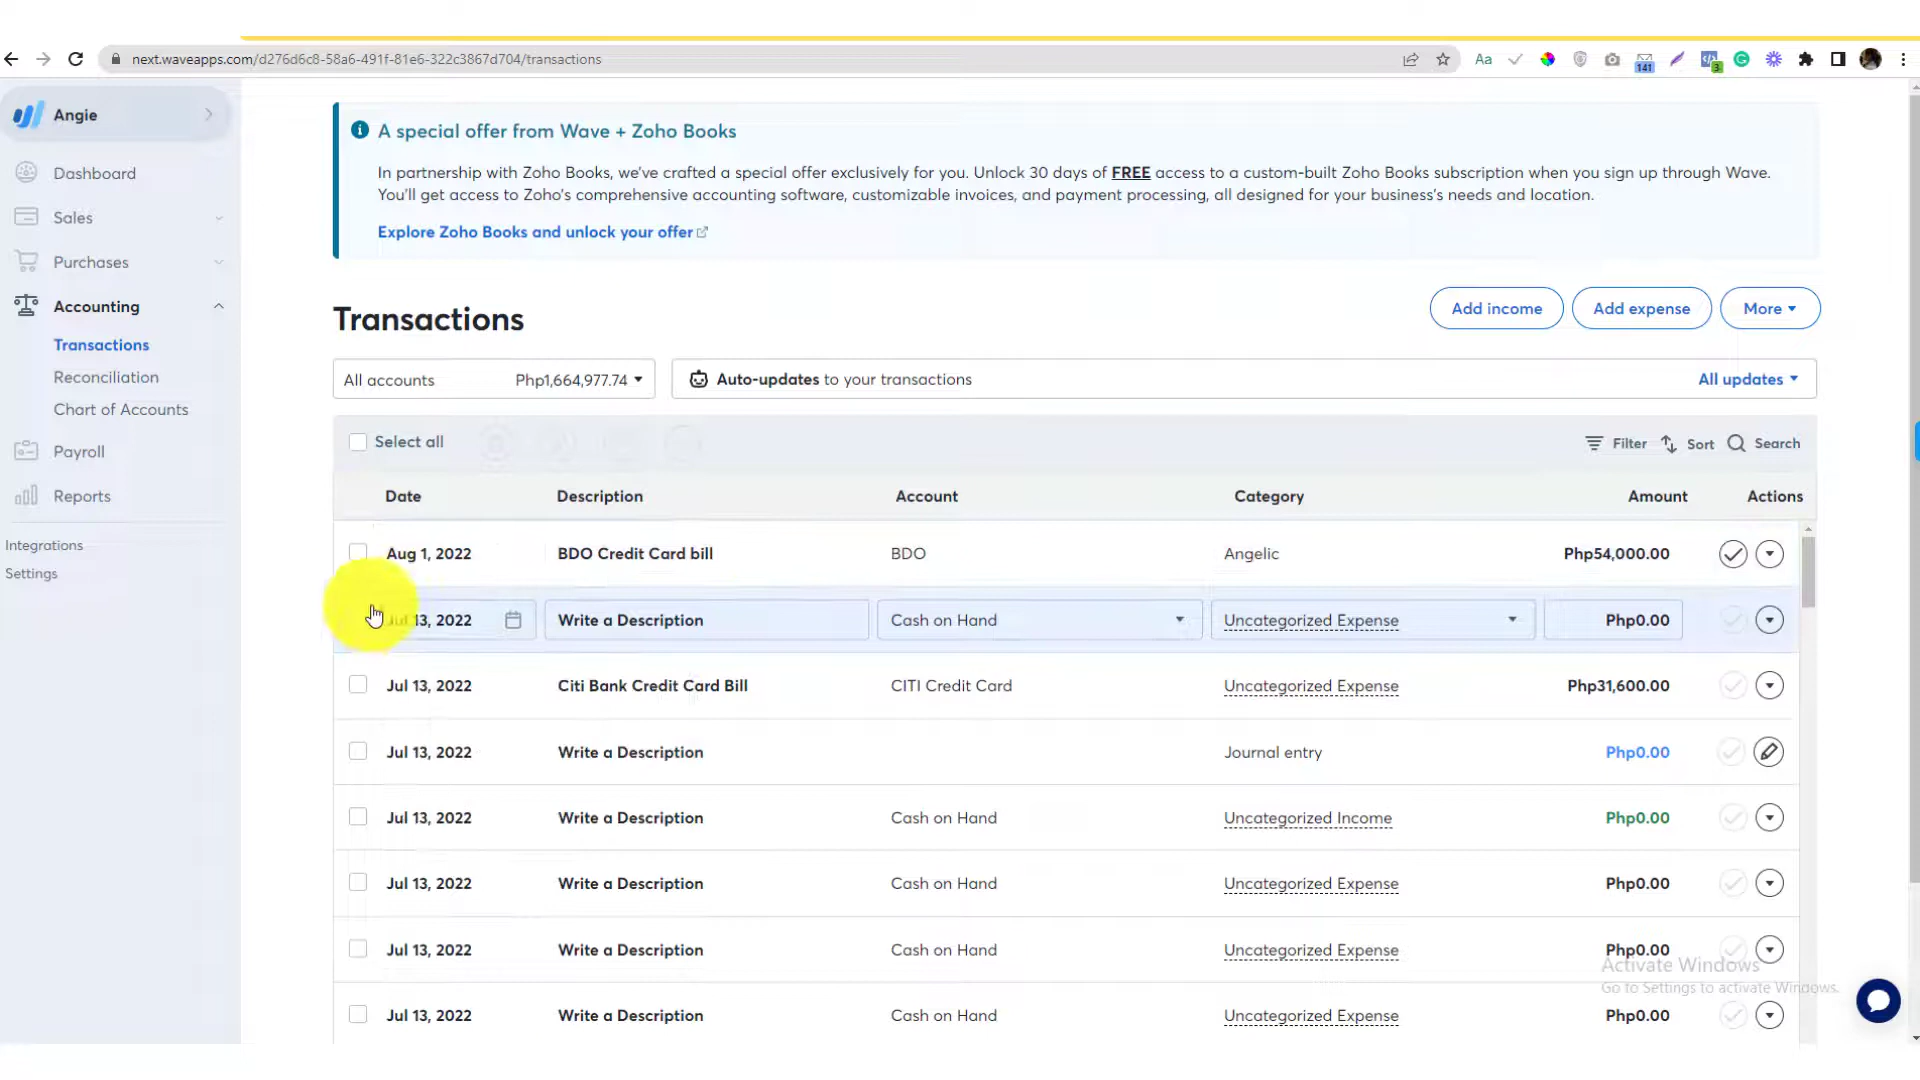 next.waveapps.com/d276d6c8-58a6-491f-81e6-322c3867d704/transactions
Aa
141
3
Angie
Dashboard
Sales
Purchases
Accounting
Transactions
Reconciliation
Chart of Accounts
Payroll
Reports
Integrations
Settings
A special offer from Wave + Zoho Books
In partnership with Zoho Books, we've crafted a special offer exclusively for you. Unlock 30 days of FREE access to a custom-built Zoho Books subscription when you sign up through Wave.
You'll get access to Zoho's comprehensive accounting software, customizable invoices, and payment processing, all designed for your business's needs and location.
Explore Zoho Books and unlock your offer
Transactions
Add income Add expense More
All accounts Php1,664,977.74 Auto-updates to your transactions All updates
Select all Filter Sort Search
Date Description Account Category Amount Actions
Aug 1, 2022 BDO Credit Card bill BDO Angelic Php54,000.00
Jul 13, 2022 Write a Description Cash on Hand Uncategorized Expense Php0.00
Jul 13, 2022 Citi Bank Credit Card Bill CITI Credit Card Uncategorized Expense Php31,600.00
Jul 13, 2022 Write a Description Journal entry Php0.00
Jul 13, 2022 Write a Description Cash on Hand Uncategorized Income Php0.00
Jul 13, 2022 Write a Description Cash on Hand Uncategorized Expense Php0.00
Jul 13, 2022 Write a Description Cash on Hand Uncategorized Expense Php0.00
Jul 13, 2022 Write a Description Cash on Hand Uncategorized Expense Php0.00
Activate Windows
Go to Settings to activate Windows.